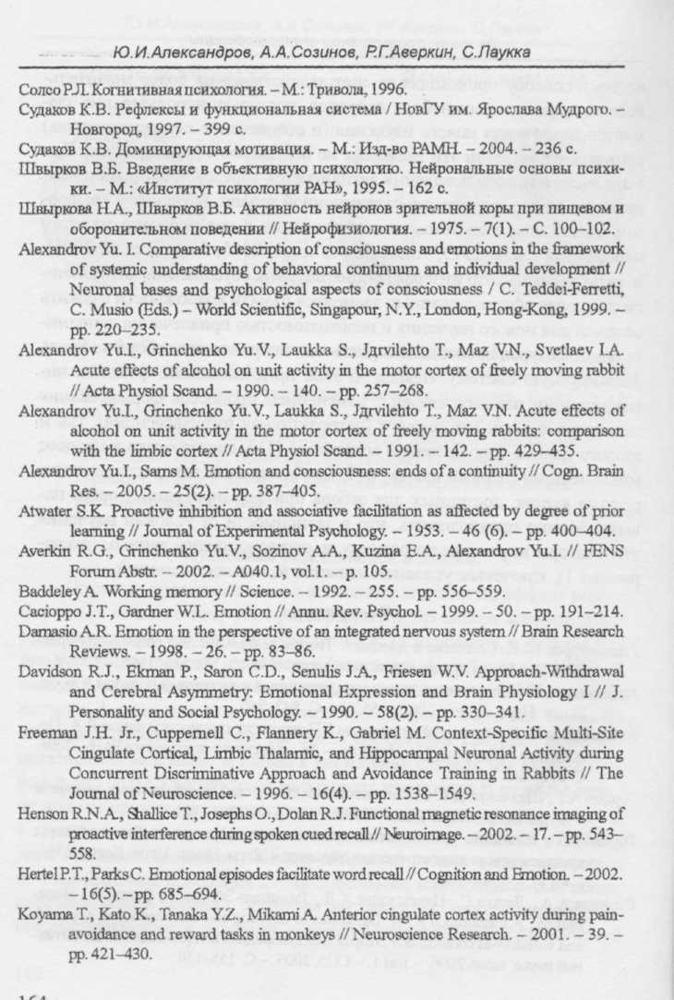 Ю.И.Александров, А.А.Созинов, Р.Г.Аверкин, С.Лаукка
Солсо Р.Л. Когнитивная психология. – М.: Тривола, 1996.
Судаков К.В. Рефлексы и функциональная система / НовГУ им. Ярослава Мудрого. –
Новгород, 1997. – 399 с.
Судаков К.В. Доминирующая мотивация. – М.: Изд-во РАМН. – 2004. – 236 с.
Швырков В.Б. Введение в объективную психологию. Нейрональные основы психи-
ки. – М.: «Институт психологии РАН», 1995. – 162 с.
Швыркова Н.А., Швырков В.Б. Активность нейронов зрительной коры при пищевом и
оборонительном поведении // Нейрофизиология. – 1975. – 7(1). – С. 100–102.
Alexandrov Yu. I. Comparative description of consciousness and emotions in the framework
of systemic understanding of behavioral continuum and individual development //
Neuronal bases and psychological aspects of consciousness / C. Teddei-Ferretti,
C. Musio (Eds.) – World Scientific, Singapour, N.Y., London, Hong-Kong, 1999. –
pp. 220–235.
Alexandrov Yu.I., Grinchenko Yu.V., Laukka S., Jдrvilehto T., Maz V.N., Svetlaev I.A.
Acute effects of alcohol on unit activity in the motor cortex of freely moving rabbit
// Acta Physiol Scand. – 1990. – 140. – pp. 257–268.
Alexandrov Yu.I., Grinchenko Yu.V., Laukka S., Jдrvilehto T., Maz V.N. Acute effects of
alcohol on unit activity in the motor cortex of freely moving rabbits: comparison
with the limbic cortex // Acta Physiol Scand. – 1991. – 142. – pp. 429–435.
Alexandrov Yu.I., Sams M. Emotion and consciousness: ends of a continuity // Cogn. Brain
Res. – 2005. – 25(2). – pp. 387–405.
Atwater S.K. Proactive inhibition and associative facilitation as affected by degree of prior
learning // Journal of Experimental Psychology. – 1953. – 46 (6). – pp. 400–404.
Averkin R.G., Grinchenko Yu.V., Sozinov A.A., Kuzina E.A., Alexandrov Yu.I. // FENS
Forum Abstr. – 2002. – A040.1, vol.1. – p. 105.
Baddeley A. Working memory // Science. – 1992. – 255. – pp. 556–559.
Cacioppo J.T., Gardner W.L. Emotion // Annu. Rev. Psychol. – 1999. – 50. – pp. 191–214.
Damasio A.R. Emotion in the perspective of an integrated nervous system // Brain Research
Reviews. – 1998. – 26. – pp. 83–86.
Davidson R.J., Ekman P., Saron C.D., Senulis J.A., Friesen W.V. Approach-Withdrawal
and Cerebral Asymmetry: Emotional Expression and Brain Physiology I // J.
Personality and Social Psychology. – 1990. – 58(2). – pp. 330–341.
Freeman J.H. Jr., Cuppernell C., Flannery K., Gabriel M. Context-Specific Multi-Site
Cingulate Cortical, Limbic Thalamic, and Hippocampal Neuronal Activity during
Concurrent Discriminative Approach and Avoidance Training in Rabbits // The
Journal of Neuroscience. – 1996. – 16(4). – pp. 1538–1549.
Henson R.N.A., Shallice T., Josephs O., Dolan R.J. Functional magnetic resonance imaging of
proactive interference during spoken cued recall // Neuroimage. – 2002. – 17. – pp. 543–
558.
Hertel P.T., Parks C. Emotional episodes facilitate word recall // Cognition and Emotion. – 2002.
– 16(5). – pp. 685–694.
Koyama T., Kato K., Tanaka Y.Z., Mikami A. Anterior cingulate cortex activity during pain-
avoidance and reward tasks in monkeys // Neuroscience Research. – 2001. – 39. –
pp. 421–430.
164